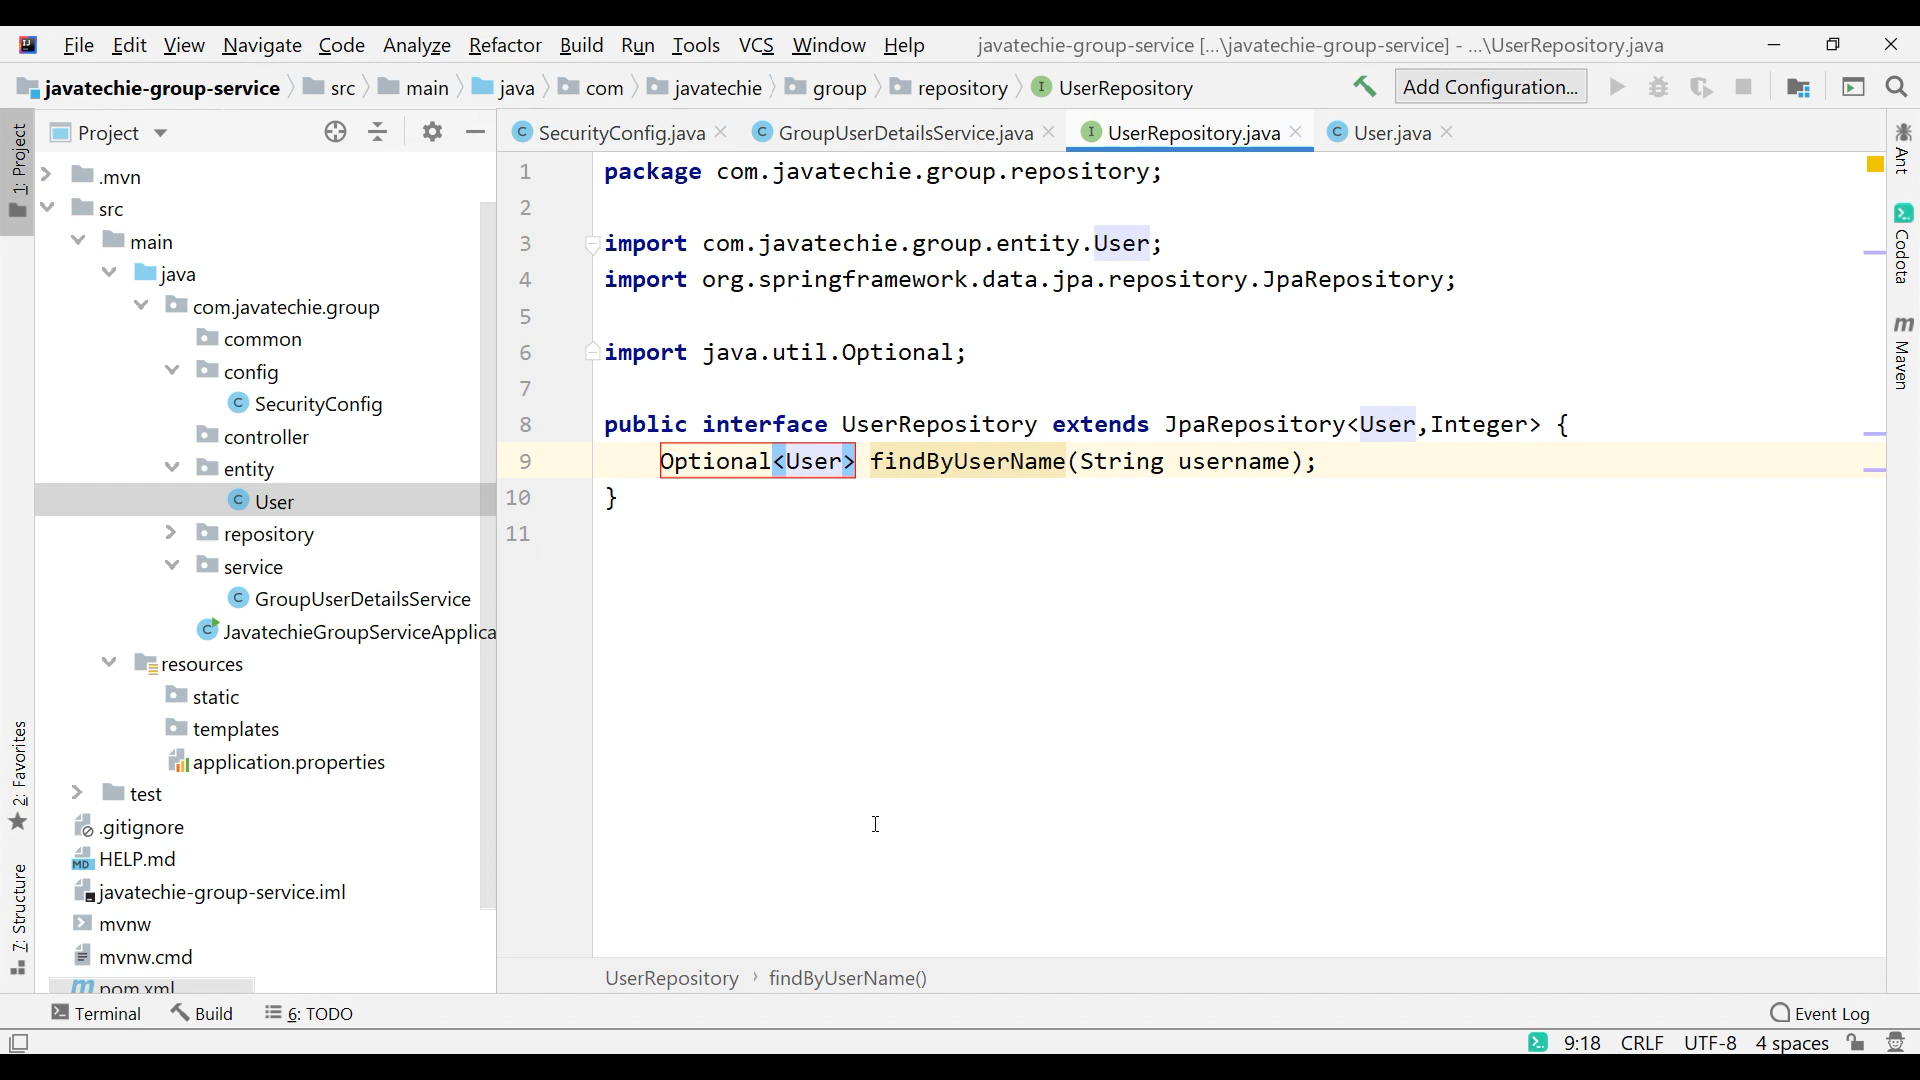 File Edit View Navigate Code Analyze Refactor Build Run Tools VCS Window Help javatechie-group-service [...\javatechie-group-service] - ...\UserRepository.java
javatechie-group-service src main java com javatechie group repository I UserRepository Add Configuration...
Project
C SecurityConfig.java C GroupUserDetailsService.java I UserRepository.java C User.java
1: Project
2: Favorites
7: Structure
.mvn
src
main
java
com.javatechie.group
common
config
C SecurityConfig
controller
entity
C User
repository
service
C GroupUserDetailsService
C JavatechieGroupServiceApplica
resources
static
templates
application.properties
test
.gitignore
MD HELP.md
javatechie-group-service.iml
mvnw
mvnw.cmd
m pom.xml
1 package com.javatechie.group.repository;
2
3 import com.javatechie.group.entity.User;
4 import org.springframework.data.jpa.repository.JpaRepository;
5
6 import java.util.Optional;
7
8 public interface UserRepository extends JpaRepository<User,Integer> {
9 Optional<User> findByUserName(String username);
10 }
11
Ant
Codota
m Maven
UserRepository › findByUserName()
Terminal Build 6: TODO Event Log
9:18 CRLF UTF-8 4 spaces